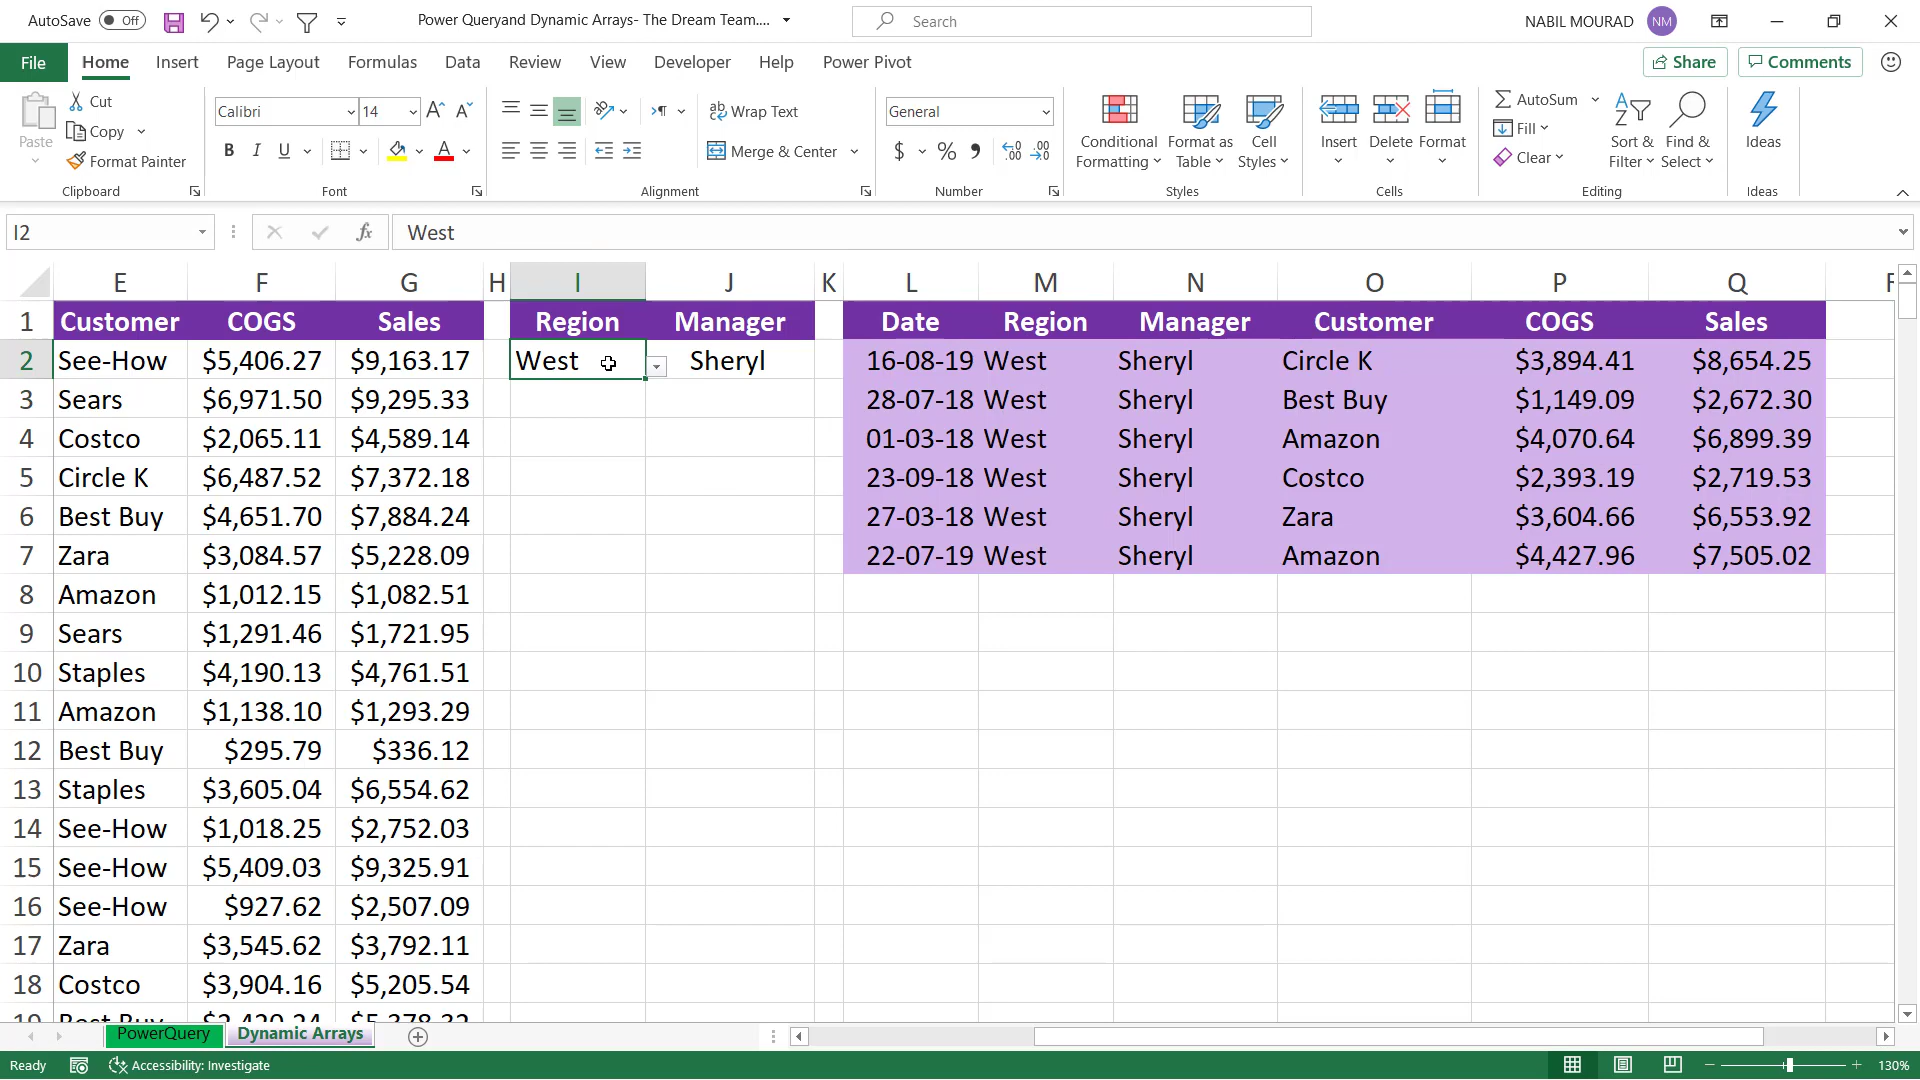 AutoSave Off Power Queryand Dynamic Arrays- The Dream Team.... Search NABIL MOURAD NM
File Home Insert Page Layout Formulas Data Review View Developer Help Power Pivot Share Comments
Paste Cut Copy Format Painter Clipboard
Calibri 14 B I U A Font
ab Wrap Text Merge & Center Alignment
General $ % Number
Conditional Formatting Format as Table Cell Styles Styles
Insert Delete Format Cells
AutoSum Fill Clear Sort & Filter Find & Select Editing
Ideas Ideas
I2 fx West
E F G H I J K L M N O P Q
1 Customer COGS Sales Region Manager Date Region Manager Customer COGS Sales
2 See-How $5,406.27 $9,163.17 West Sheryl 16-08-19 West Sheryl Circle K $3,894.41 $8,654.25
3 Sears $6,971.50 $9,295.33 28-07-18 West Sheryl Best Buy $1,149.09 $2,672.30
4 Costco $2,065.11 $4,589.14 01-03-18 West Sheryl Amazon $4,070.64 $6,899.39
5 Circle K $6,487.52 $7,372.18 23-09-18 West Sheryl Costco $2,393.19 $2,719.53
6 Best Buy $4,651.70 $7,884.24 27-03-18 West Sheryl Zara $3,604.66 $6,553.92
7 Zara $3,084.57 $5,228.09 22-07-19 West Sheryl Amazon $4,427.96 $7,505.02
8 Amazon $1,012.15 $1,082.51
9 Sears $1,291.46 $1,721.95
10 Staples $4,190.13 $4,761.51
11 Amazon $1,138.10 $1,293.29
12 Best Buy $295.79 $336.12
13 Staples $3,605.04 $6,554.62
14 See-How $1,018.25 $2,752.03
15 See-How $5,409.03 $9,325.91
16 See-How $927.62 $2,507.09
17 Zara $3,545.62 $3,792.11
18 Costco $3,904.16 $5,205.54
PowerQuery Dynamic Arrays
Ready Accessibility: Investigate 130%